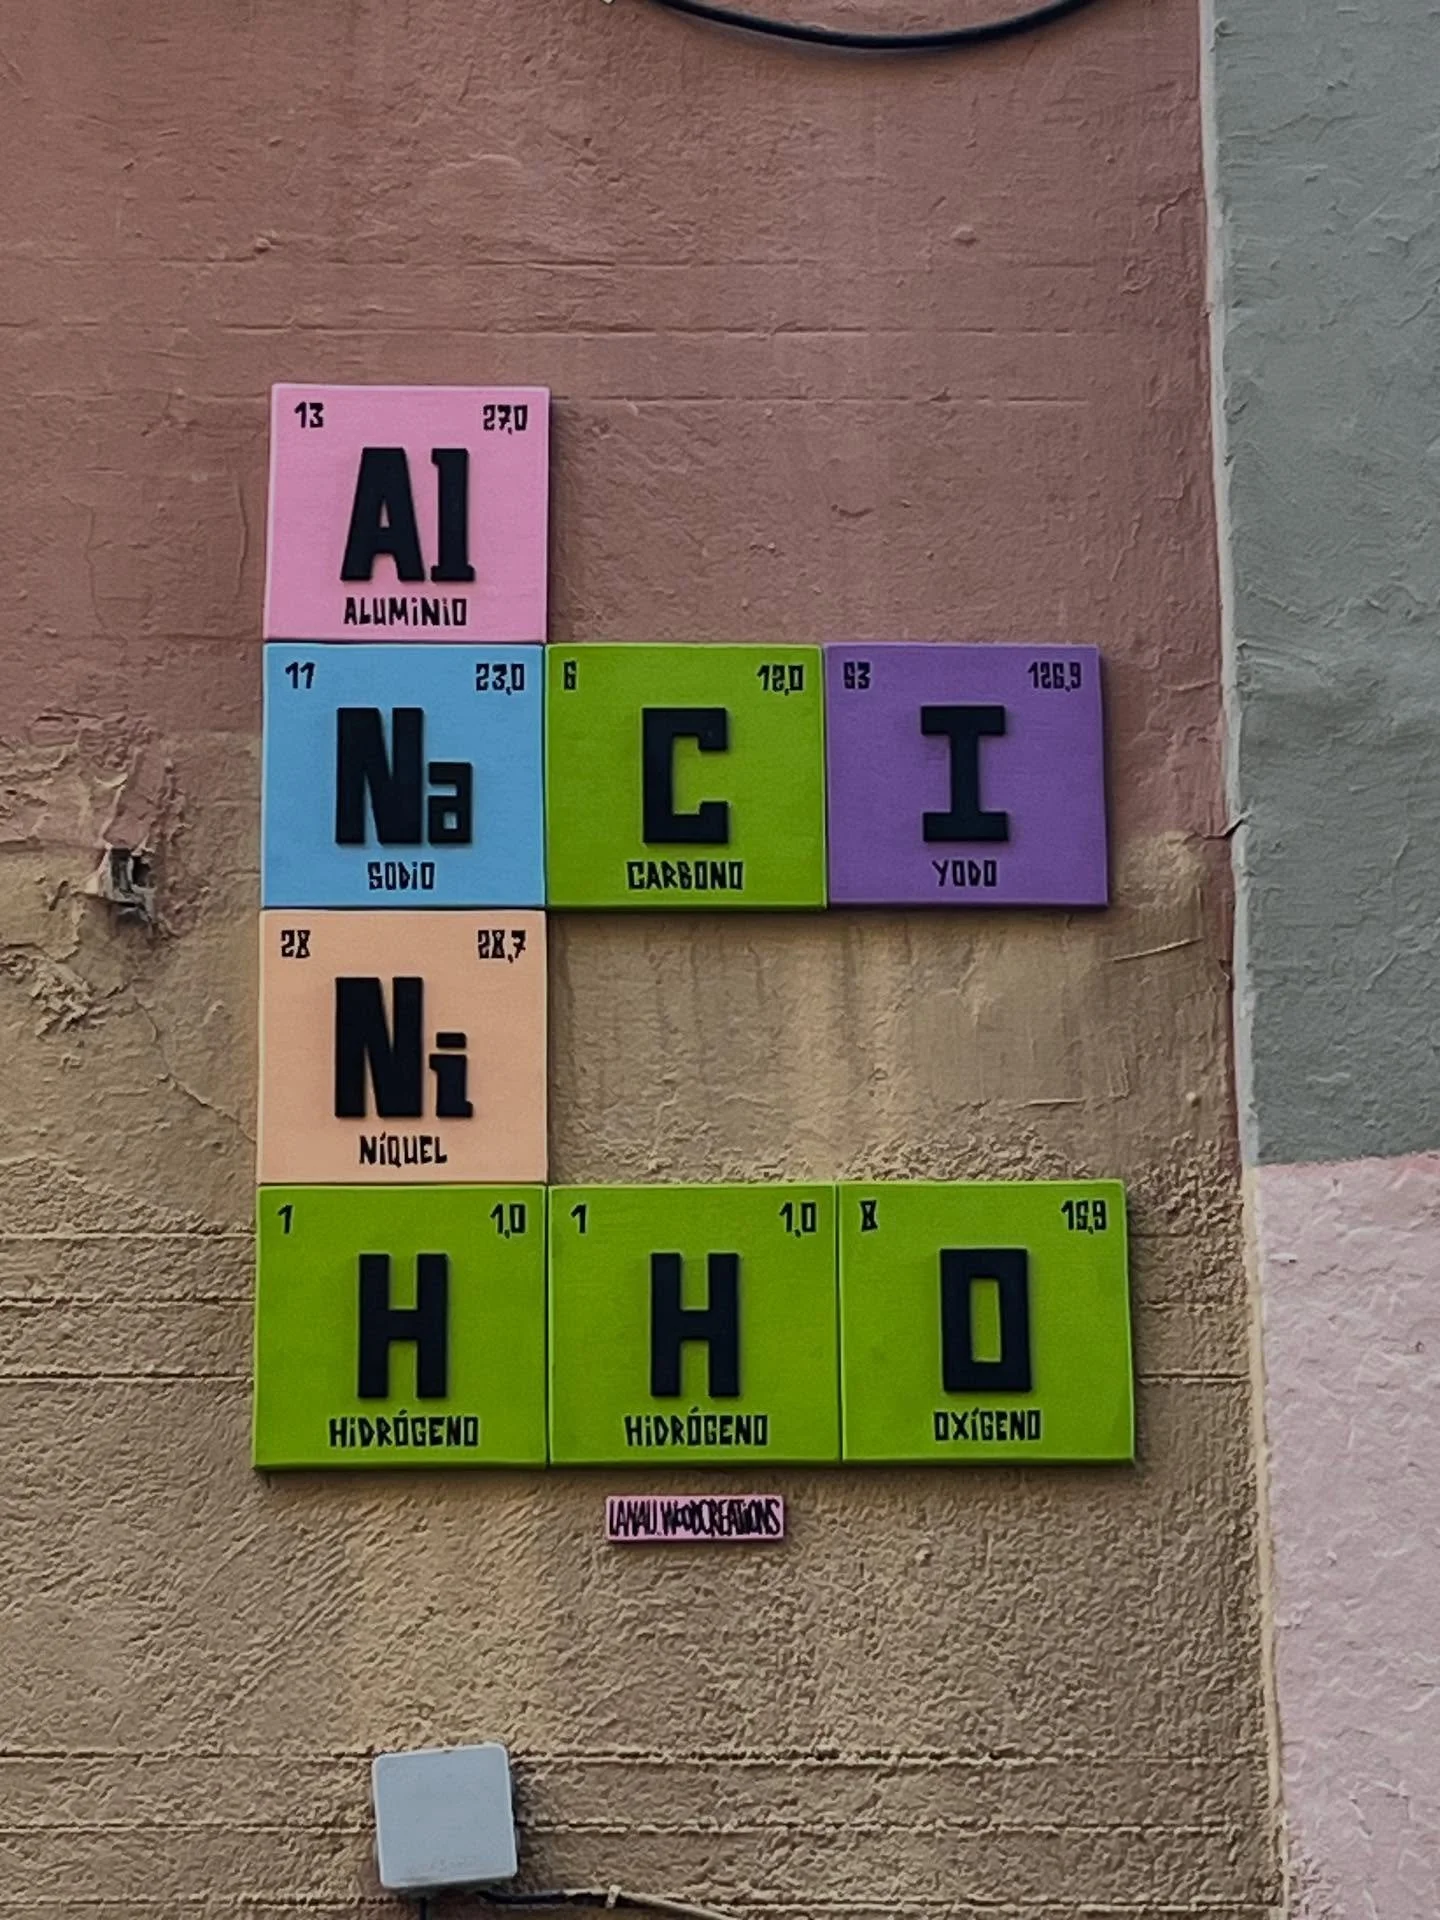 13 27,0
Al
ALUMINIO
11 23,0 6 12,0 53 126,9
Na C I
SODIO CARBONO YODO
28 28,7
Ni
NÍQUEL
1 1,0 1 1,0 8 15,9
H H O
HIDRÓGENO HIDRÓGENO OXÍGENO
LANAU.WOODCREATIONS